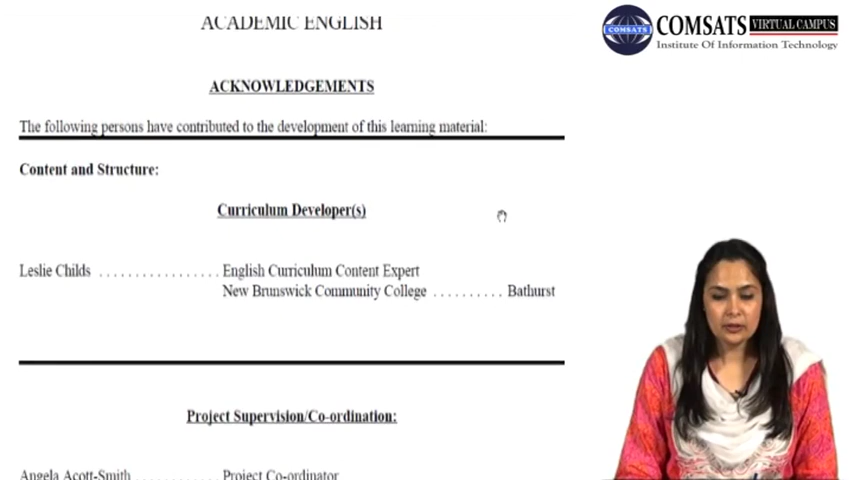 ACADEMIC ENGLISH
COMSATS
COMSATS VIRTUAL CAMPUS
Institute Of Information Technology
ACKNOWLEDGEMENTS
The following persons have contributed to the development of this learning material:
Content and Structure:
Curriculum Developer(s)
Leslie Childs . . . . . . . . . . . . . . . . . English Curriculum Content Expert
New Brunswick Community College . . . . . . . . . . Bathurst
Project Supervision/Co-ordination:
Angela Acott-Smith . . . . . . . . . . . . Project Co-ordinator